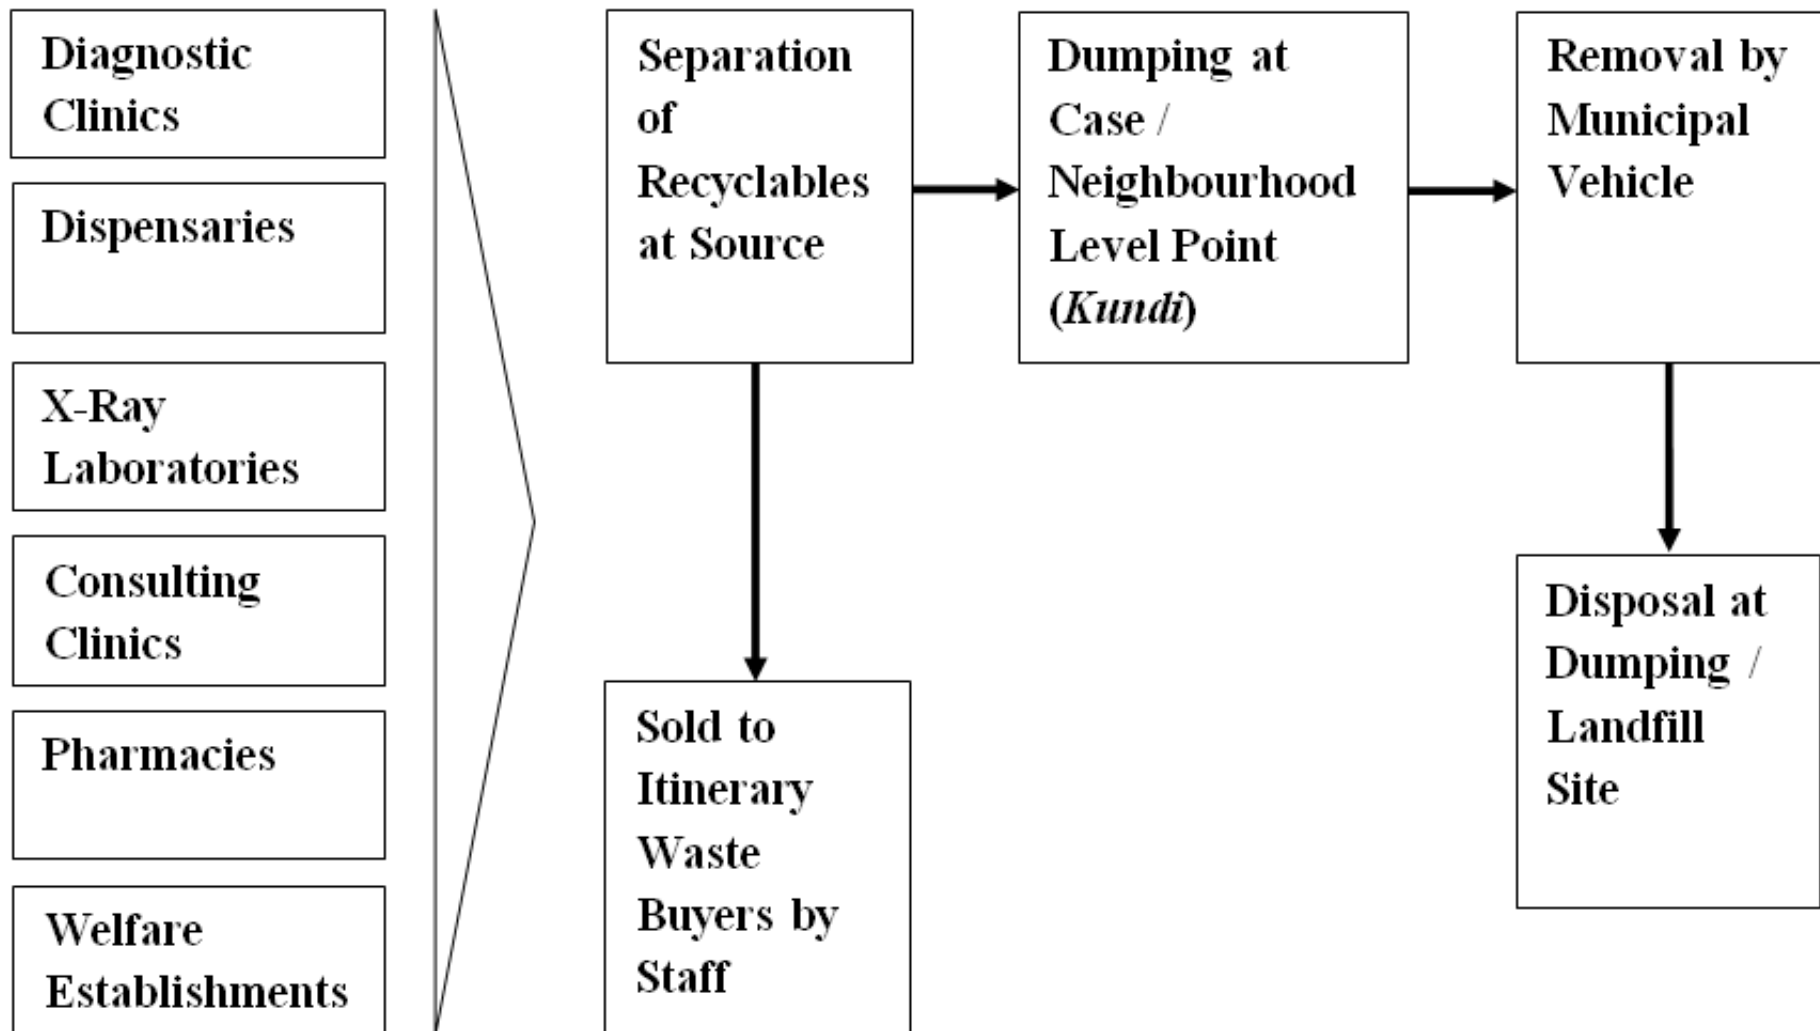 Diagnostic
Clinics
Dispensaries
X-Ray
Laboratories
Consulting
Clinics
Pharmacies
Welfare
Establishments
Separation
of
Recyclables
at Source
Sold to
Itinerary
Waste
Buyers by
Staff
Dumping at
Case /
Neighbourhood
Level Point
(Kundi)
Removal by
Municipal
Vehicle
Disposal at
Dumping /
Landfill
Site